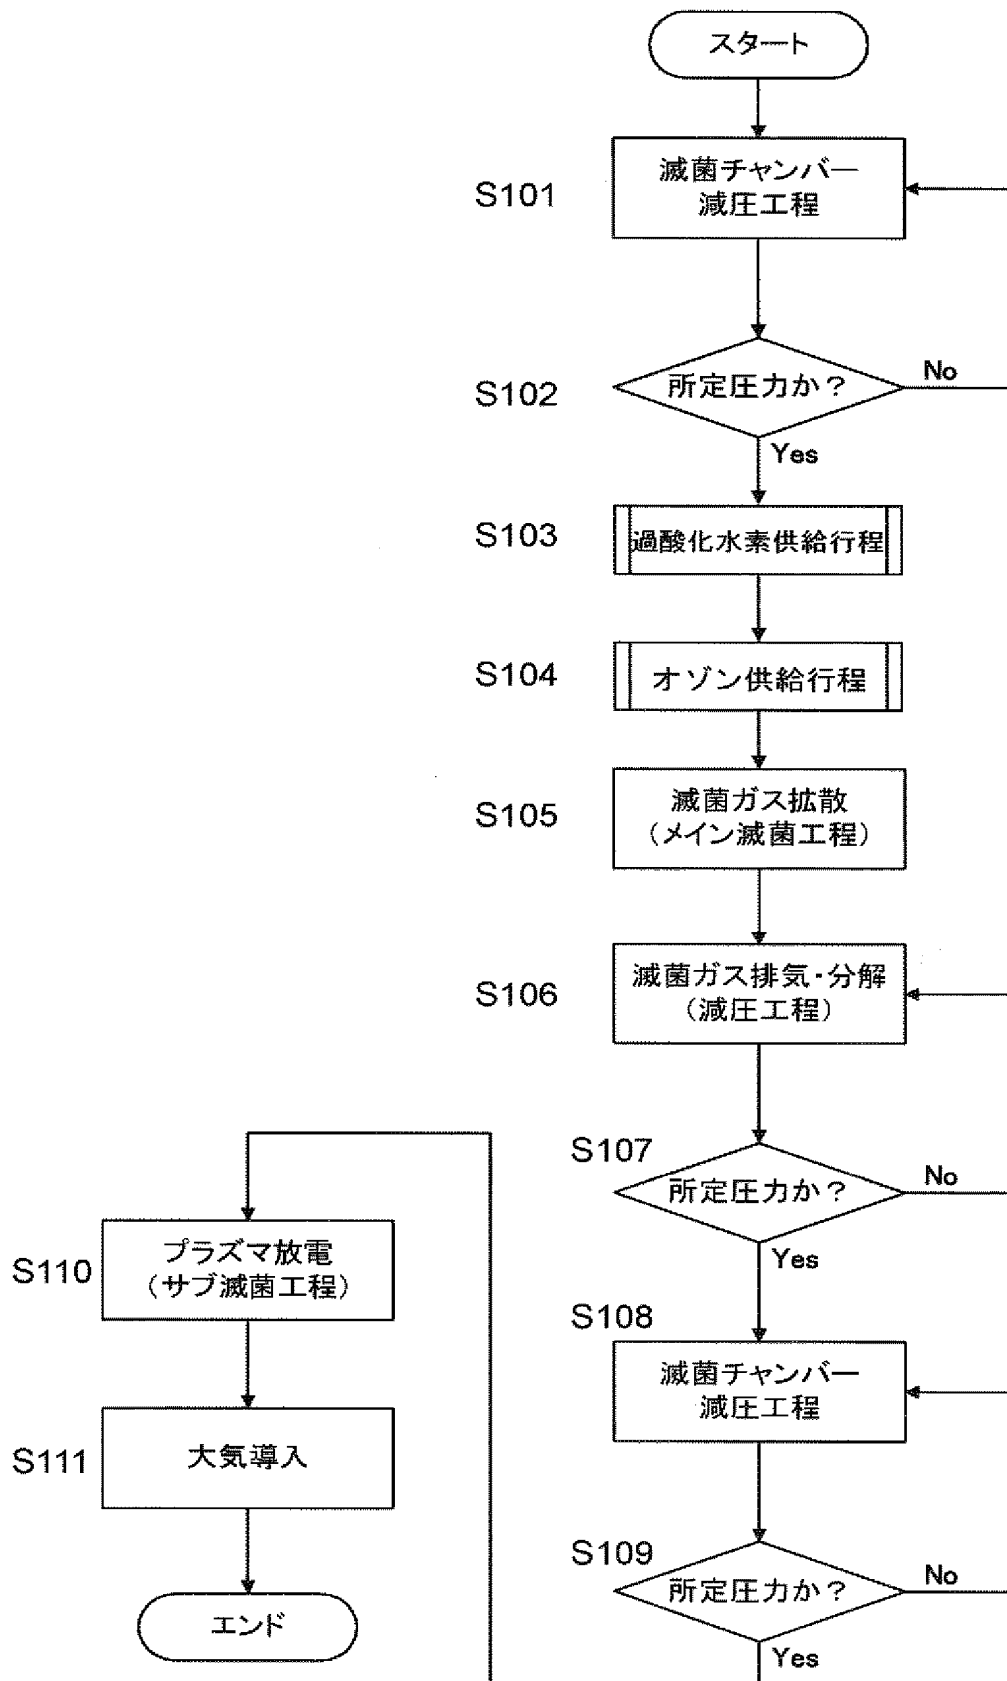 スタート
S101
滅菌チャンバー
減圧工程
S102
所定圧力か？
No
Yes
S103
過酸化水素供給行程
S104
オゾン供給行程
S105
滅菌ガス拡散
（メイン滅菌工程）
S106
滅菌ガス排気・分解
（減圧工程）
S107
所定圧力か？
No
Yes
S108
滅菌チャンバー
減圧工程
S109
所定圧力か？
No
Yes
S110
プラズマ放電
（サブ滅菌工程）
S111
大気導入
エンド